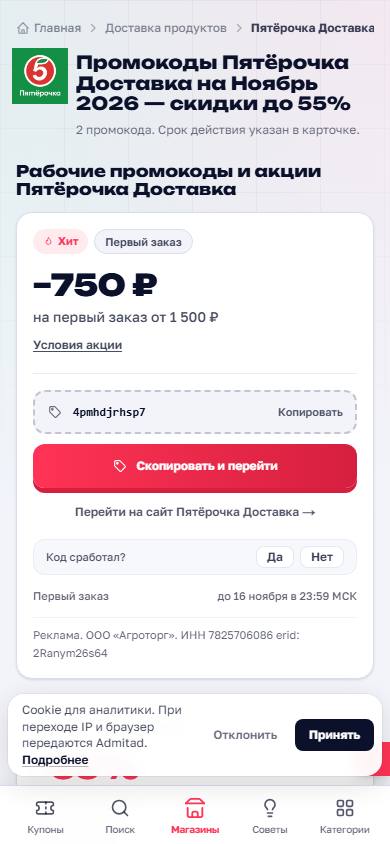 Главная > Доставка продуктов > Пятёрочка Доставка
Промокоды Пятёрочка
Доставка на Ноябрь
2026 — скидки до 55%
5
Пятёрочка
2 промокода. Срок действия указан в карточке.
Рабочие промокоды и акции
Пятёрочка Доставка
Хит
Первый заказ
−750 ₽
на первый заказ от 1 500 ₽
Условия акции
4pmhdjrhsp7
Копировать
Скопировать и перейти
Перейти на сайт Пятёрочка Доставка →
Код сработал?
Да
Нет
Первый заказ
до 16 ноября в 23:59 МСК
Реклама. ООО «Агроторг». ИНН 7825706086 erid:
2Ranym26s64
Cookie для аналитики. При
переходе IP и браузер
передаются Admitad.
Подробнее
Отклонить
Принять
Купоны
Поиск
Магазины
Советы
Категории